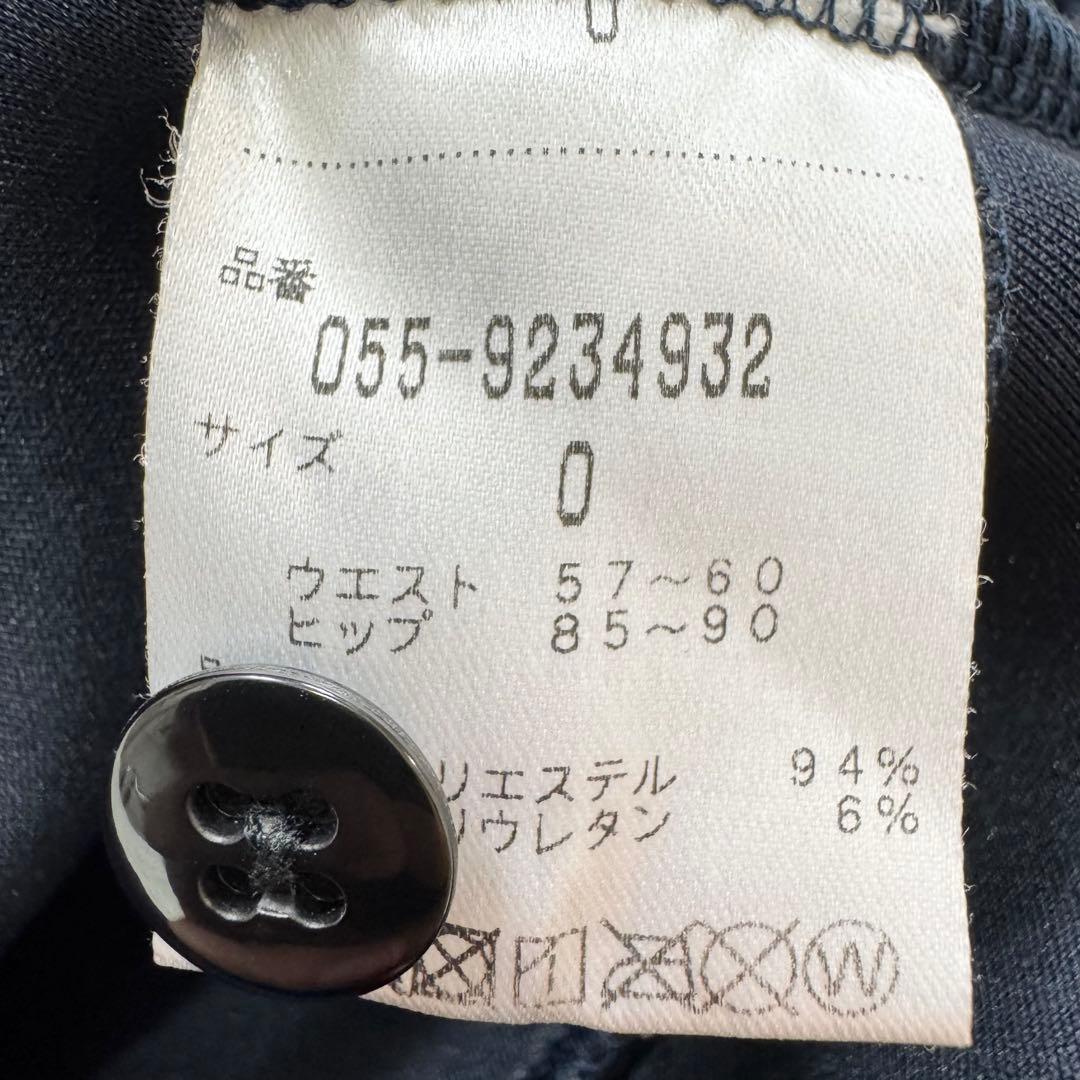 0
品番
055-9234932
サイズ
0
ウエスト 57~60
ヒップ 85~90
リエステル 94%
リウレタン 6%
W